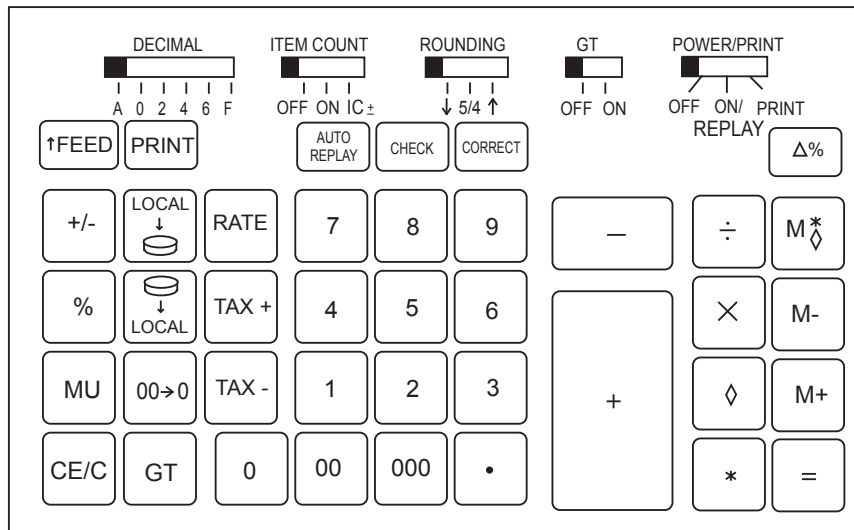 DECIMAL ITEM COUNT ROUNDING GT POWER/PRINT
A 0 2 4 6 F OFF ON IC ± ↓ 5/4 ↑ OFF ON OFF ON/ PRINT
REPLAY
↑FEED PRINT AUTO REPLAY CHECK CORRECT Δ%
+/- LOCAL ↓ RATE 7 8 9 — ÷ M*◊
% ↓ LOCAL TAX + 4 5 6 × M-
MU 00→0 TAX - 1 2 3 + ◊ M+
CE/C GT 0 00 000 • * =